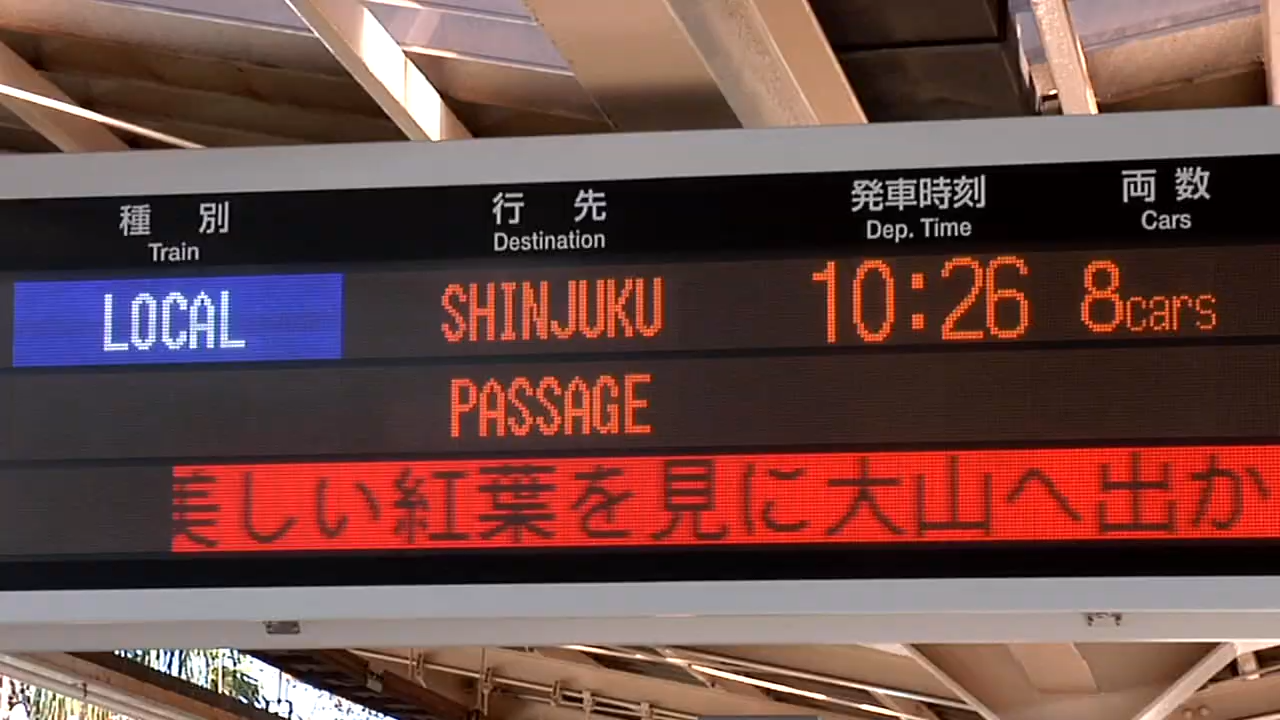 種別 行先 発車時刻 両数
Train Destination Dep. Time Cars
LOCAL SHINJUKU 10:26 8cars
PASSAGE
美しい紅葉を見に大山へ出か